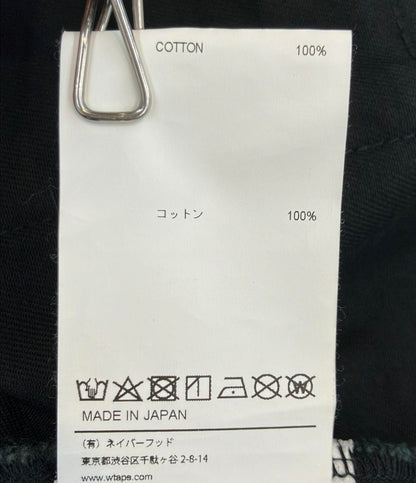 COTTON 100%
コットン 100%
MADE IN JAPAN
(有) ネイバーフッド
東京都渋谷区千駄ヶ谷 2-8-14
www.wtaps.com